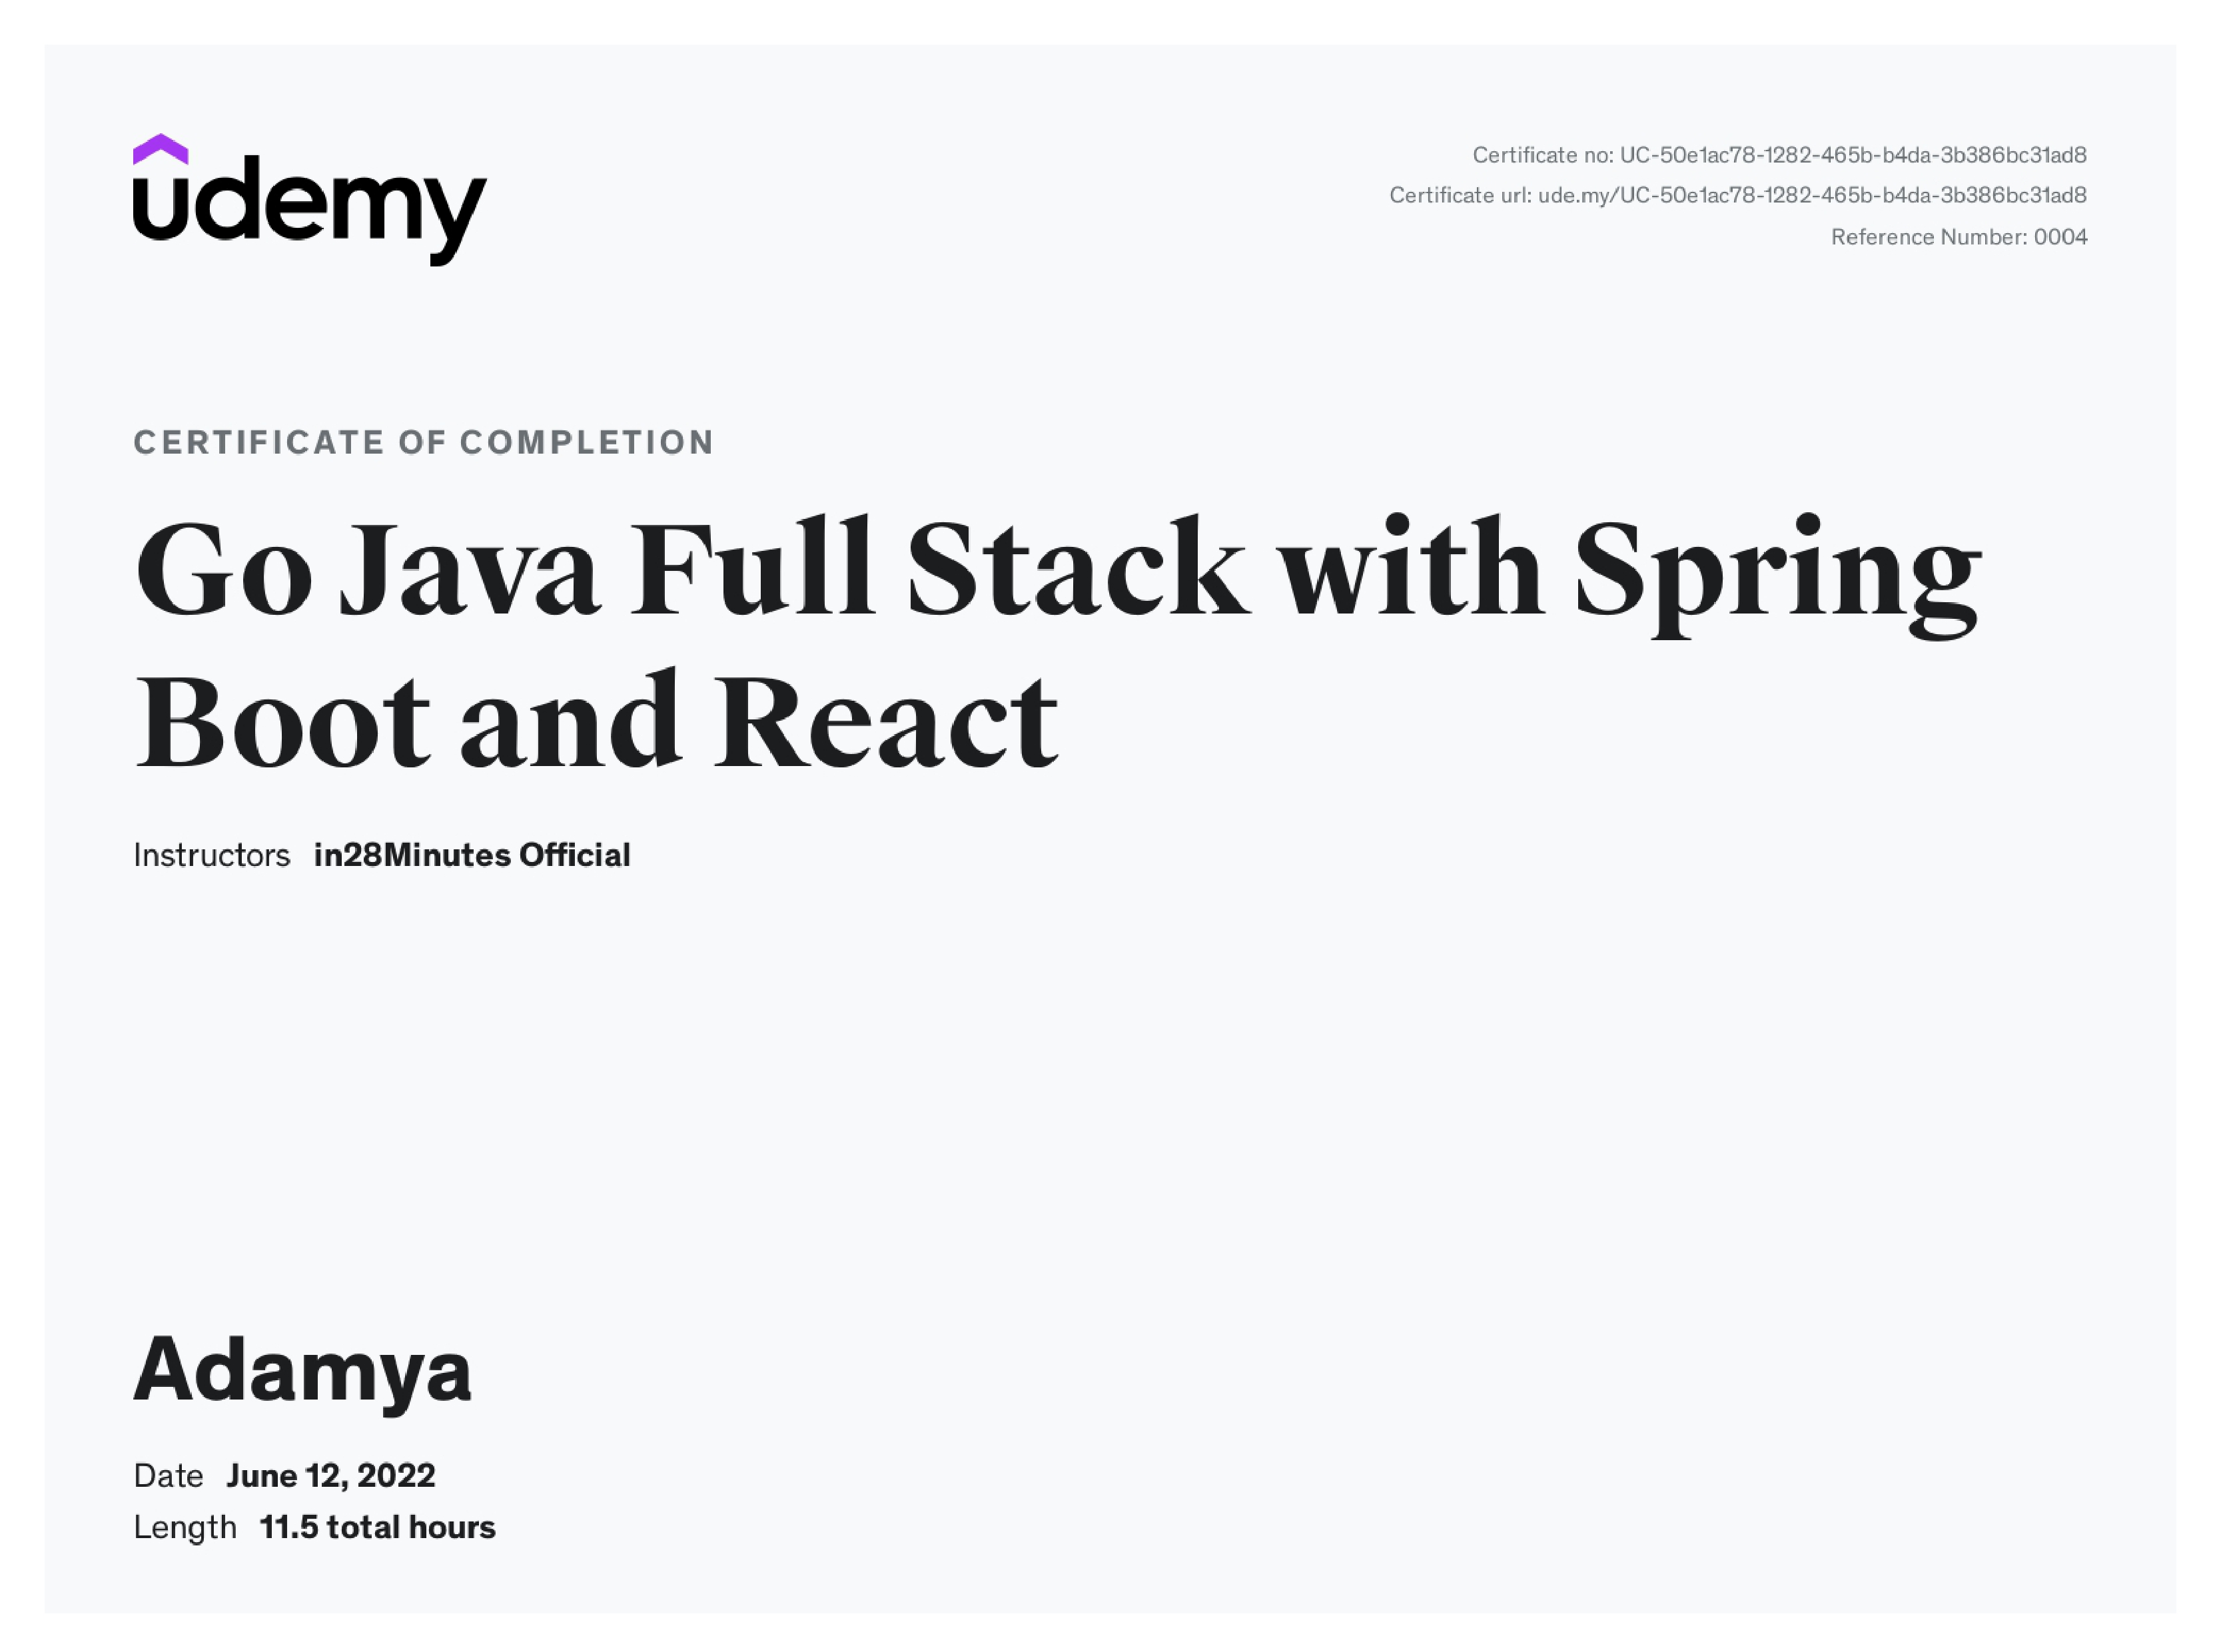 udemy
Certificate no: UC-50e1ac78-1282-465b-b4da-3b386bc31ad8
Certificate url: ude.my/UC-50e1ac78-1282-465b-b4da-3b386bc31ad8
Reference Number: 0004
CERTIFICATE OF COMPLETION
Go Java Full Stack with Spring
Boot and React
Instructors in28Minutes Official
Adamya
Date June 12, 2022
Length 11.5 total hours